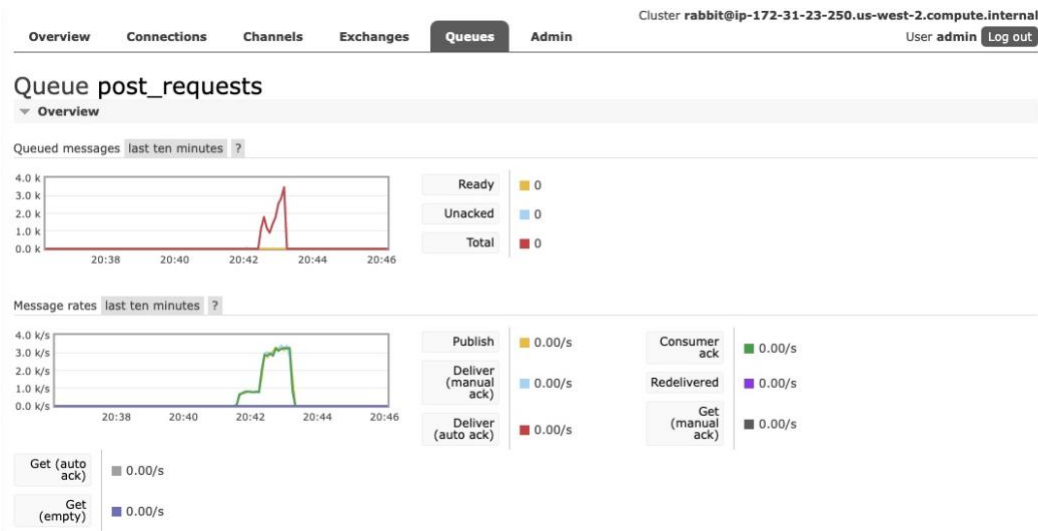 Cluster rabbit@ip-172-31-23-250.us-west-2.compute.internal
Overview Connections Channels Exchanges Queues Admin
User admin Log out
Queue post_requests
Overview
Queued messages last ten minutes ?
4.0 k
3.0 k
2.0 k
1.0 k
0.0 k
20:38 20:40 20:42 20:44 20:46
Ready 0
Unacked 0
Total 0
Message rates last ten minutes ?
4.0 k/s
3.0 k/s
2.0 k/s
1.0 k/s
0.0 k/s
20:38 20:40 20:42 20:44 20:46
Publish 0.00/s
Deliver
(manual
ack)
0.00/s
Deliver
(auto ack)
0.00/s
Consumer
ack
0.00/s
Redelivered 0.00/s
Get
(manual
ack)
0.00/s
Get (auto
ack)
0.00/s
Get
(empty)
0.00/s